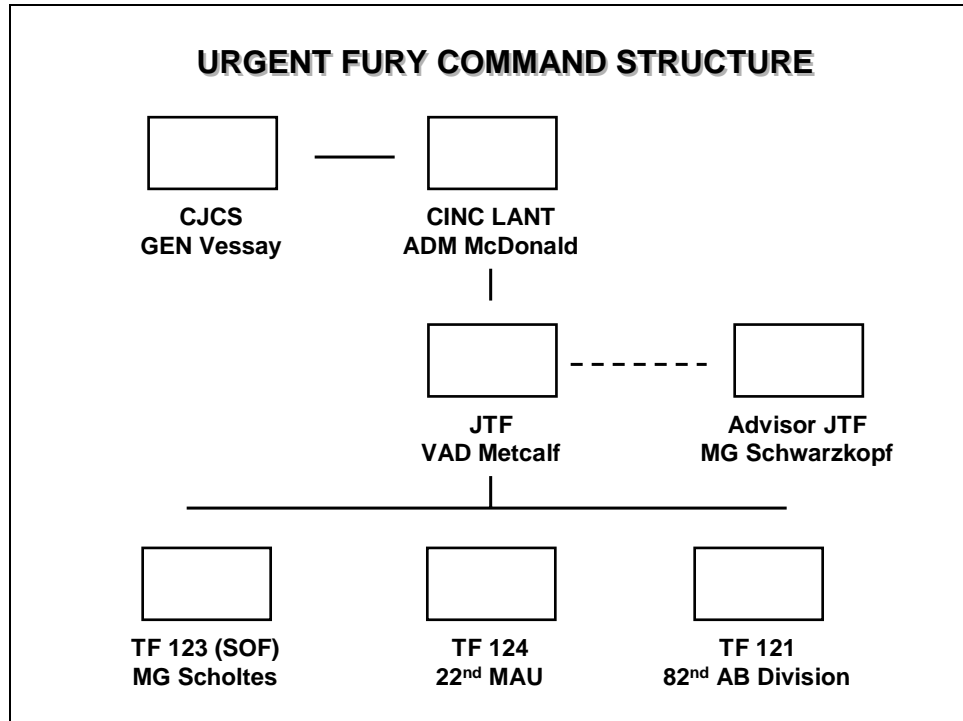 URGENT FURY COMMAND STRUCTURE
CJCS
GEN Vessay
CINC LANT
ADM McDonald
JTF
VAD Metcalf
Advisor JTF
MG Schwarzkopf
TF 123 (SOF)
MG Scholtes
TF 124
22nd MAU
TF 121
82nd AB Division